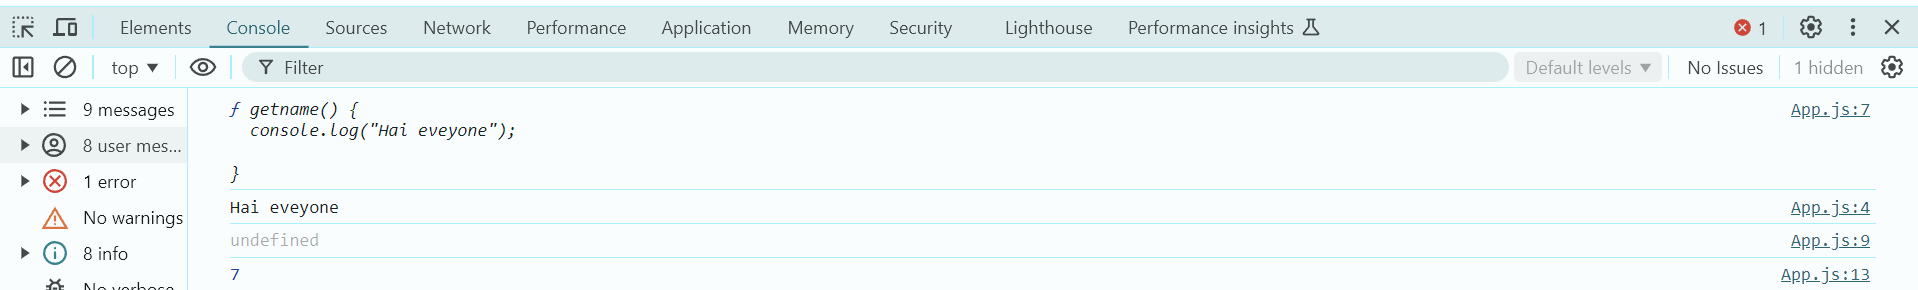 Elements Console Sources Network Performance Application Memory Security Lighthouse Performance insights 1
top Filter Default levels No Issues 1 hidden
9 messages
8 user mes...
1 error
No warnings
8 info
No verbose
ƒ getname() { App.js:7
console.log("Hai eveyone");
}
Hai eveyone App.js:4
undefined App.js:9
7 App.js:13